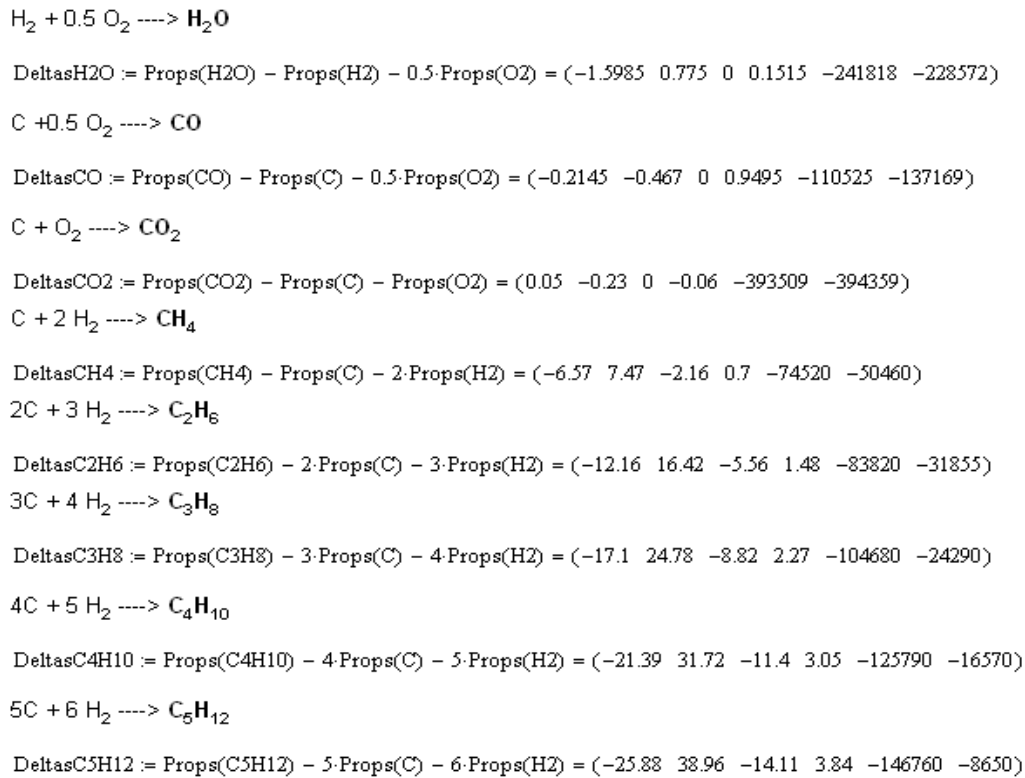 H₂ + 0.5 O₂ ----> H₂O
DeltasH2O := Props(H2O) − Props(H2) − 0.5·Props(O2) = (−1.5985 0.775 0 0.1515 −241818 −228572)
C +0.5 O₂ ----> CO
DeltasCO := Props(CO) − Props(C) − 0.5·Props(O2) = (−0.2145 −0.467 0 0.9495 −110525 −137169)
C + O₂ ----> CO₂
DeltasCO2 := Props(CO2) − Props(C) − Props(O2) = (0.05 −0.23 0 −0.06 −393509 −394359)
C + 2 H₂ ----> CH₄
DeltasCH4 := Props(CH4) − Props(C) − 2·Props(H2) = (−6.57 7.47 −2.16 0.7 −74520 −50460)
2C + 3 H₂ ----> C₂H₆
DeltasC2H6 := Props(C2H6) − 2·Props(C) − 3·Props(H2) = (−12.16 16.42 −5.56 1.48 −83820 −31855)
3C + 4 H₂ ----> C₃H₈
DeltasC3H8 := Props(C3H8) − 3·Props(C) − 4·Props(H2) = (−17.1 24.78 −8.82 2.27 −104680 −24290)
4C + 5 H₂ ----> C₄H₁₀
DeltasC4H10 := Props(C4H10) − 4·Props(C) − 5·Props(H2) = (−21.39 31.72 −11.4 3.05 −125790 −16570)
5C + 6 H₂ ----> C₅H₁₂
DeltasC5H12 := Props(C5H12) − 5·Props(C) − 6·Props(H2) = (−25.88 38.96 −14.11 3.84 −146760 −8650)